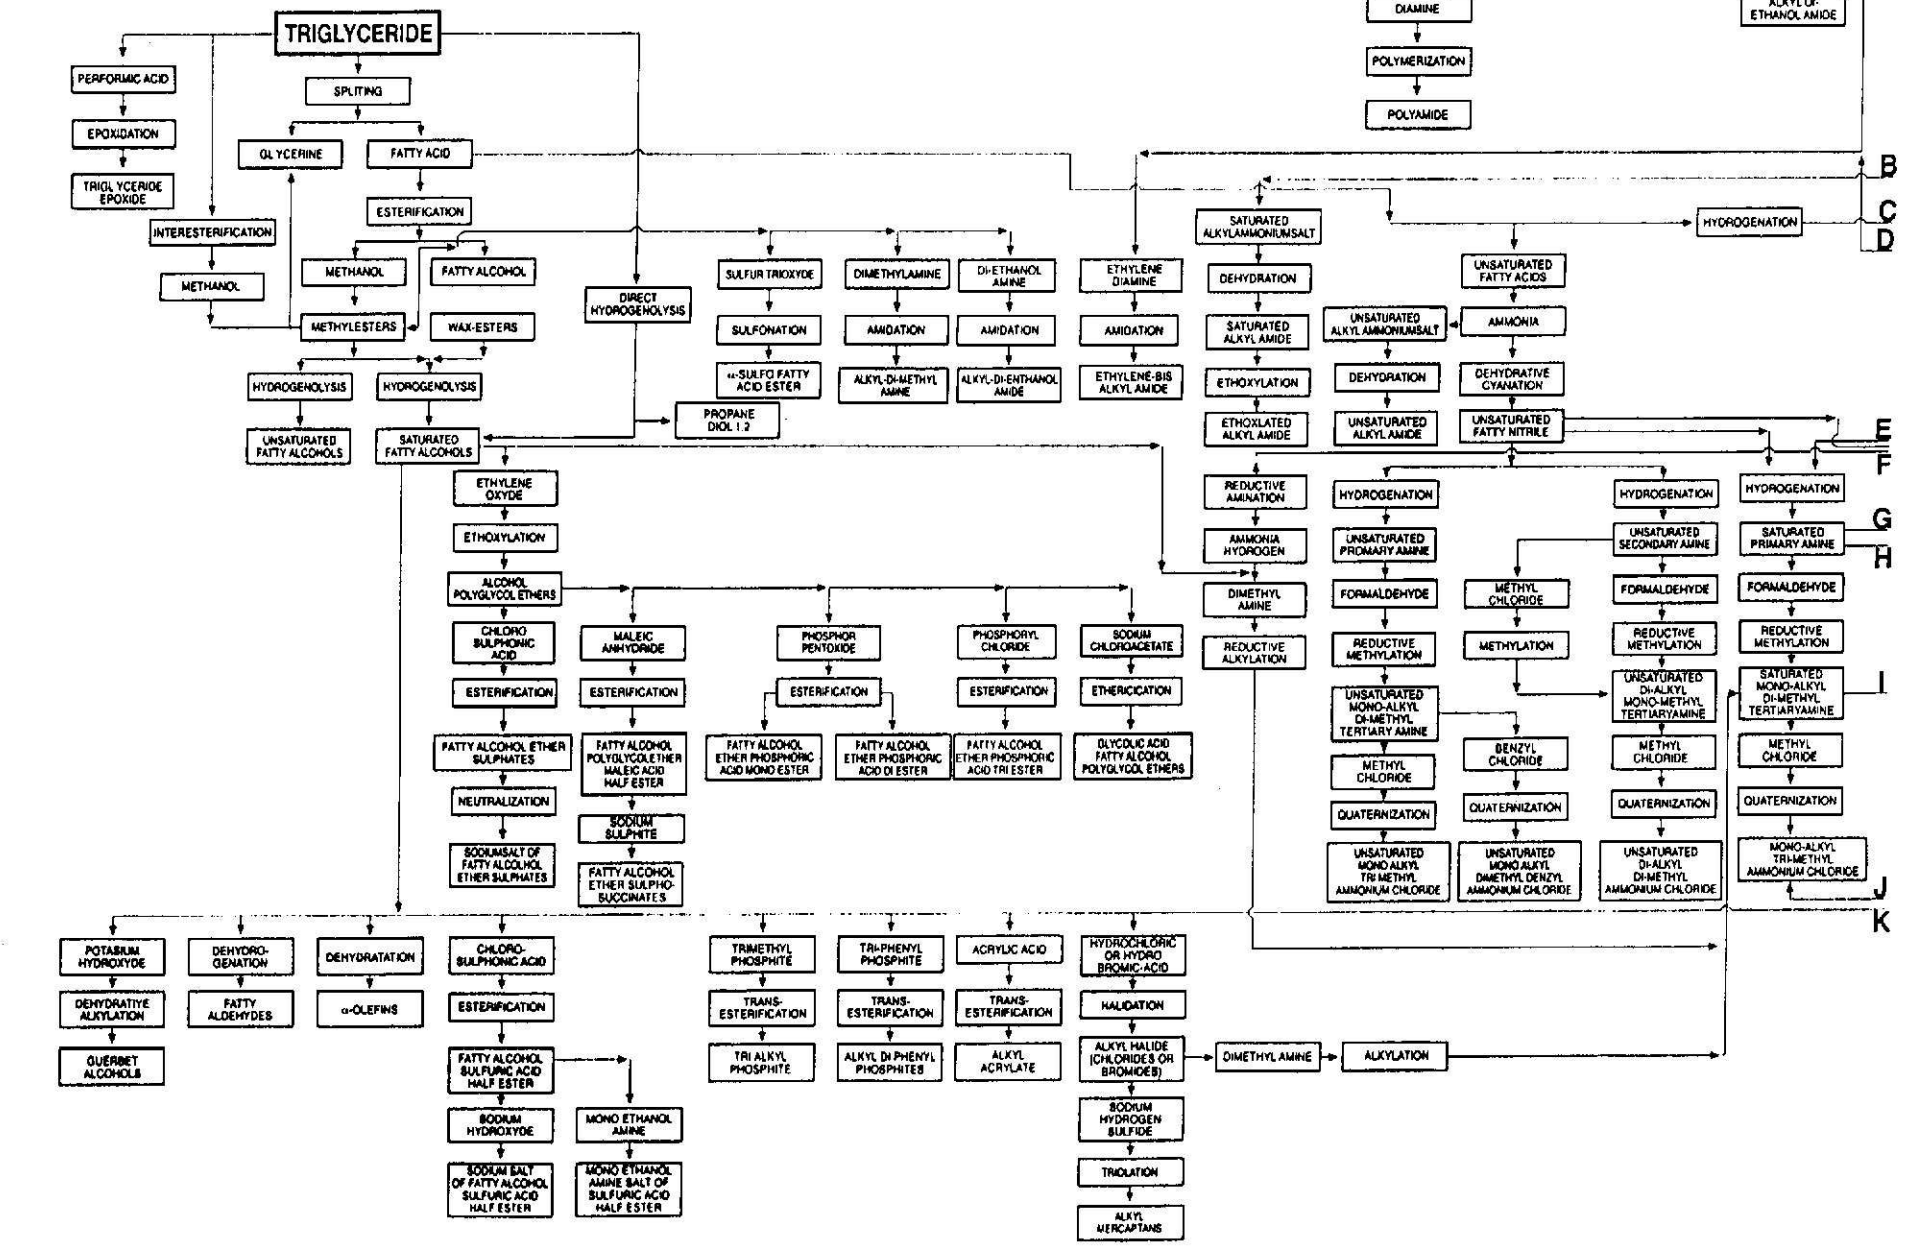 TRIGLYCERIDE
PERFORMIC ACID
EPOXIDATION
TRIGLYCERIDE
EPOXIDE
INTERESTERIFICATION
METHANOL
SPLITING
GLYCERINE
FATTY ACID
ESTERIFICATION
METHANOL
FATTY ALCOHOL
METHYLESTERS
WAX-ESTERS
HYDROGENOLYSIS
HYDROGENOLYSIS
UNSATURATED
FATTY ALCOHOLS
SATURATED
FATTY ALCOHOLS
DIRECT
HYDROGENOLYSIS
PROPANE
DIOL 1.2
SULFUR TRIOXYDE
SULFONATION
α-SULFO FATTY
ACID ESTER
DIMETHYLAMINE
AMIDATION
ALKYL-DI-METHYL
AMINE
DI-ETHANOL
AMINE
AMIDATION
ALKYL-DI-ENTHANOL
AMIDE
ETHYLENE
DIAMINE
AMIDATION
ETHYLENE-BIS
ALKYL AMIDE
DIAMINE
POLYMERIZATION
POLYAMIDE
ALKYL DI-
ETHANOL AMIDE
B
C
D
SATURATED
ALKYLAMMONIUMSALT
DEHYDRATION
SATURATED
ALKYL AMIDE
ETHOXYLATION
ETHOXLATED
ALKYL AMIDE
HYDROGENATION
UNSATURATED
FATTY ACIDS
AMMONIA
UNSATURATED
ALKYL AMMONIUMSALT
DEHYDRATION
UNSATURATED
ALKYL AMIDE
DEHYDRATIVE
CYANATION
UNSATURATED
FATTY NITRILE
E
F
REDUCTIVE
AMINATION
AMMONIA
HYDROGEN
DIMETHYL
AMINE
REDUCTIVE
ALKYLATION
HYDROGENATION
UNSATURATED
PROMARY AMINE
FORMALDEHYDE
REDUCTIVE
METHYLATION
UNSATURATED
MONO-ALKYL
DI-METHYL
TERTIARY AMINE
METHYL
CHLORIDE
QUATERNIZATION
UNSATURATED
MONO ALKYL
TRI METHYL
AMMONIUM CHLORIDE
METHYL
CHLORIDE
METHYLATION
BENZYL
CHLORIDE
QUATERNIZATION
UNSATURATED
MONO ALKYL
DIMETHYL BENZYL
AMMONIUM CHLORIDE
HYDROGENATION
UNSATURATED
SECONDARY AMINE
FORMALDEHYDE
REDUCTIVE
METHYLATION
UNSATURATED
DI-ALKYL
MONO-METHYL
TERTIARYAMINE
METHYL
CHLORIDE
QUATERNIZATION
UNSATURATED
DI-ALKYL
DI-METHYL
AMMONIUM CHLORIDE
HYDROGENATION
SATURATED
PRIMARY AMINE
FORMALDEHYDE
REDUCTIVE
METHYLATION
SATURATED
MONO-ALKYL
DI-METHYL
TERTIARYAMINE
METHYL
CHLORIDE
QUATERNIZATION
MONO-ALKYL
TRI-METHYL
AMMONIUM CHLORIDE
G
H
I
J
K
ETHYLENE
OXYDE
ETHOXYLATION
ALCOHOL
POLYGLYCOL ETHERS
CHLORO
SULPHONIC
ACID
ESTERIFICATION
FATTY ALCOHOL ETHER
SULPHATES
NEUTRALIZATION
SODIUMSALT OF
FATTY ALCOLHOL
ETHER SULPHATES
MALEIC
ANHYDRIDE
ESTERIFICATION
FATTY ALCOHOL
POLYGLYCOLETHER
MALEIC ACID
HALF ESTER
SODIUM
SULPHITE
FATTY ALCOHOL
ETHER SULPHO-
SUCCINATES
PHOSPHOR
PENTOXIDE
ESTERIFICATION
FATTY ALCOHOL
ETHER PHOSPHORIC
ACID MONO ESTER
FATTY ALCOHOL
ETHER PHOSPHORIC
ACID DI ESTER
PHOSPHORYL
CHLORIDE
ESTERIFICATION
FATTY ALCOHOL
ETHER PHOSPHORIC
ACID TRI ESTER
SODIUM
CHLOROACETATE
ETHERICICATION
GLYCOLIC ACID
FATTY ALCOHOL
POLYGLYCOL ETHERS
POTASIUM
HYDROXYDE
DEHYDRATIVE
ALKYLATION
GUERBET
ALCOHOLS
DEHYDRO-
GENATION
FATTY
ALDEHYDES
DEHYDRATATION
α-OLEFINS
CHLORO-
SULPHONIC ACID
ESTERIFICATION
FATTY ALCOHOL
SULFURIC ACID
HALF ESTER
SODIUM
HYDROXYDE
SODIUM SALT
OF FATTY ALCOHOL
SULFURIC ACID
HALF ESTER
MONO ETHANOL
AMINE
MONO ETHANOL
AMINE SALT OF
SULFURIC ACID
HALF ESTER
TRIMETHYL
PHOSPHITE
TRANS-
ESTERIFICATION
TRI ALKYL
PHOSPHITE
TRI-PHENYL
PHOSPHITE
TRANS-
ESTERIFICATION
ALKYL DI PHENYL
PHOSPHITES
ACRYLIC ACID
TRANS-
ESTERIFICATION
ALKYL
ACRYLATE
HYDROCHLORIC
OR HYDRO
BROMIC-ACID
HALIDATION
ALKYL HALIDE
(CHLORIDES OR
BROMIDES)
SODIUM
HYDROGEN
SULFIDE
TRIOLATION
ALKYL
MERCAPTANS
DIMETHYL AMINE
ALKYLATION